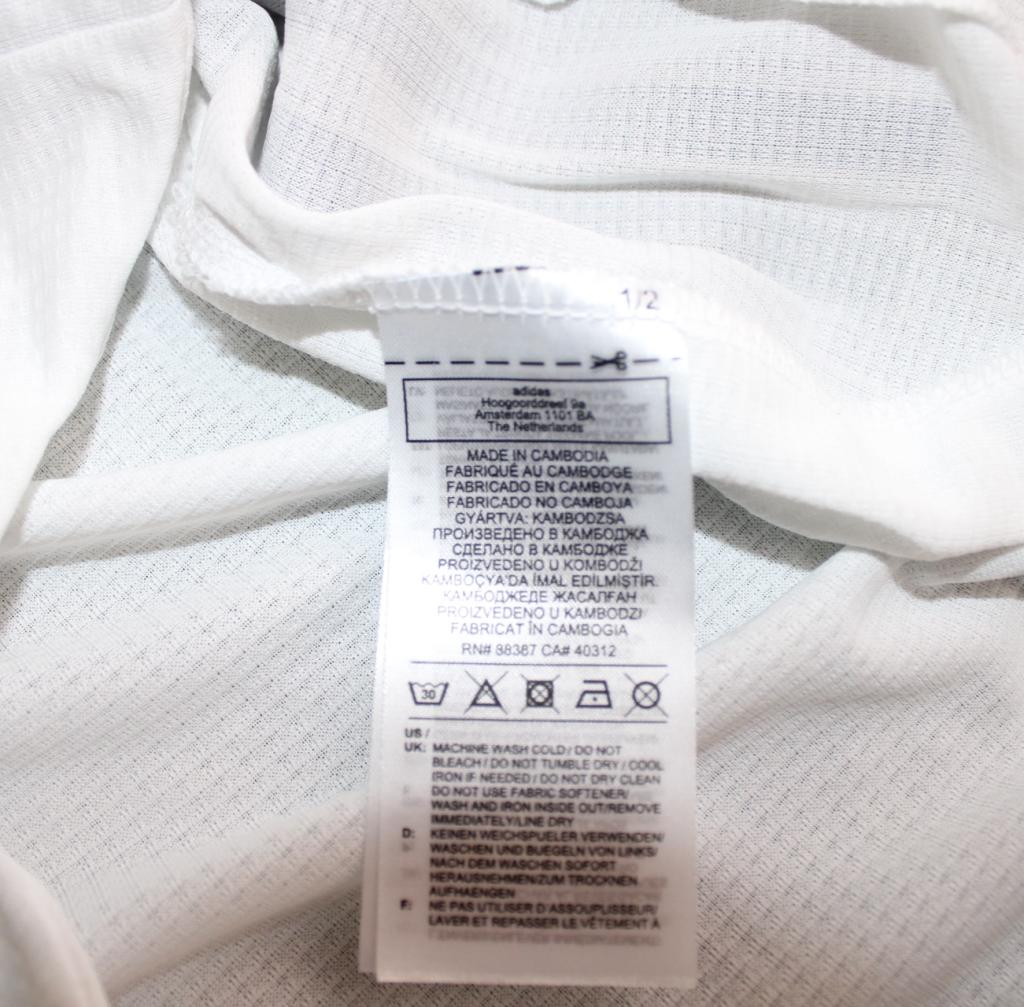 1/2
adidas
Hoogoorddreef 9a
Amsterdam 1101 BA
The Netherlands
MADE IN CAMBODIA
FABRIQUÉ AU CAMBODGE
FABRICADO EN CAMBOYA
FABRICADO NO CAMBOJA
GYÁRTVA: KAMBODZSA
ПРОИЗВЕДЕНО В КАМБОДЖА
СДЕЛАНО В КАМБОДЖЕ
PROIZVEDENO U KOMBODŽI
KAMBOÇYA'DA İMAL EDİLMİŞTİR.
КАМБОДЖЕДЕ ЖАСАЛҒАН
PROIZVEDENO U KAMBODZI
FABRICAT ÎN CAMBOGIA
RN# 88387 CA# 40312
30
US /
UK: MACHINE WASH COLD / DO NOT
BLEACH / DO NOT TUMBLE DRY / COOL
IRON IF NEEDED / DO NOT DRY CLEAN
DO NOT USE FABRIC SOFTENER/
WASH AND IRON INSIDE OUT/REMOVE
IMMEDIATELY/LINE DRY
D: KEINEN WEICHSPUELER VERWENDEN/
WASCHEN UND BUEGELN VON LINKS/
NACH DEM WASCHEN SOFORT
HERAUSNEHMEN/ZUM TROCKNEN
AUFHAENGEN
F: NE PAS UTILISER D'ASSOUPLISSEUR/
LAVER ET REPASSER LE VÊTEMENT À